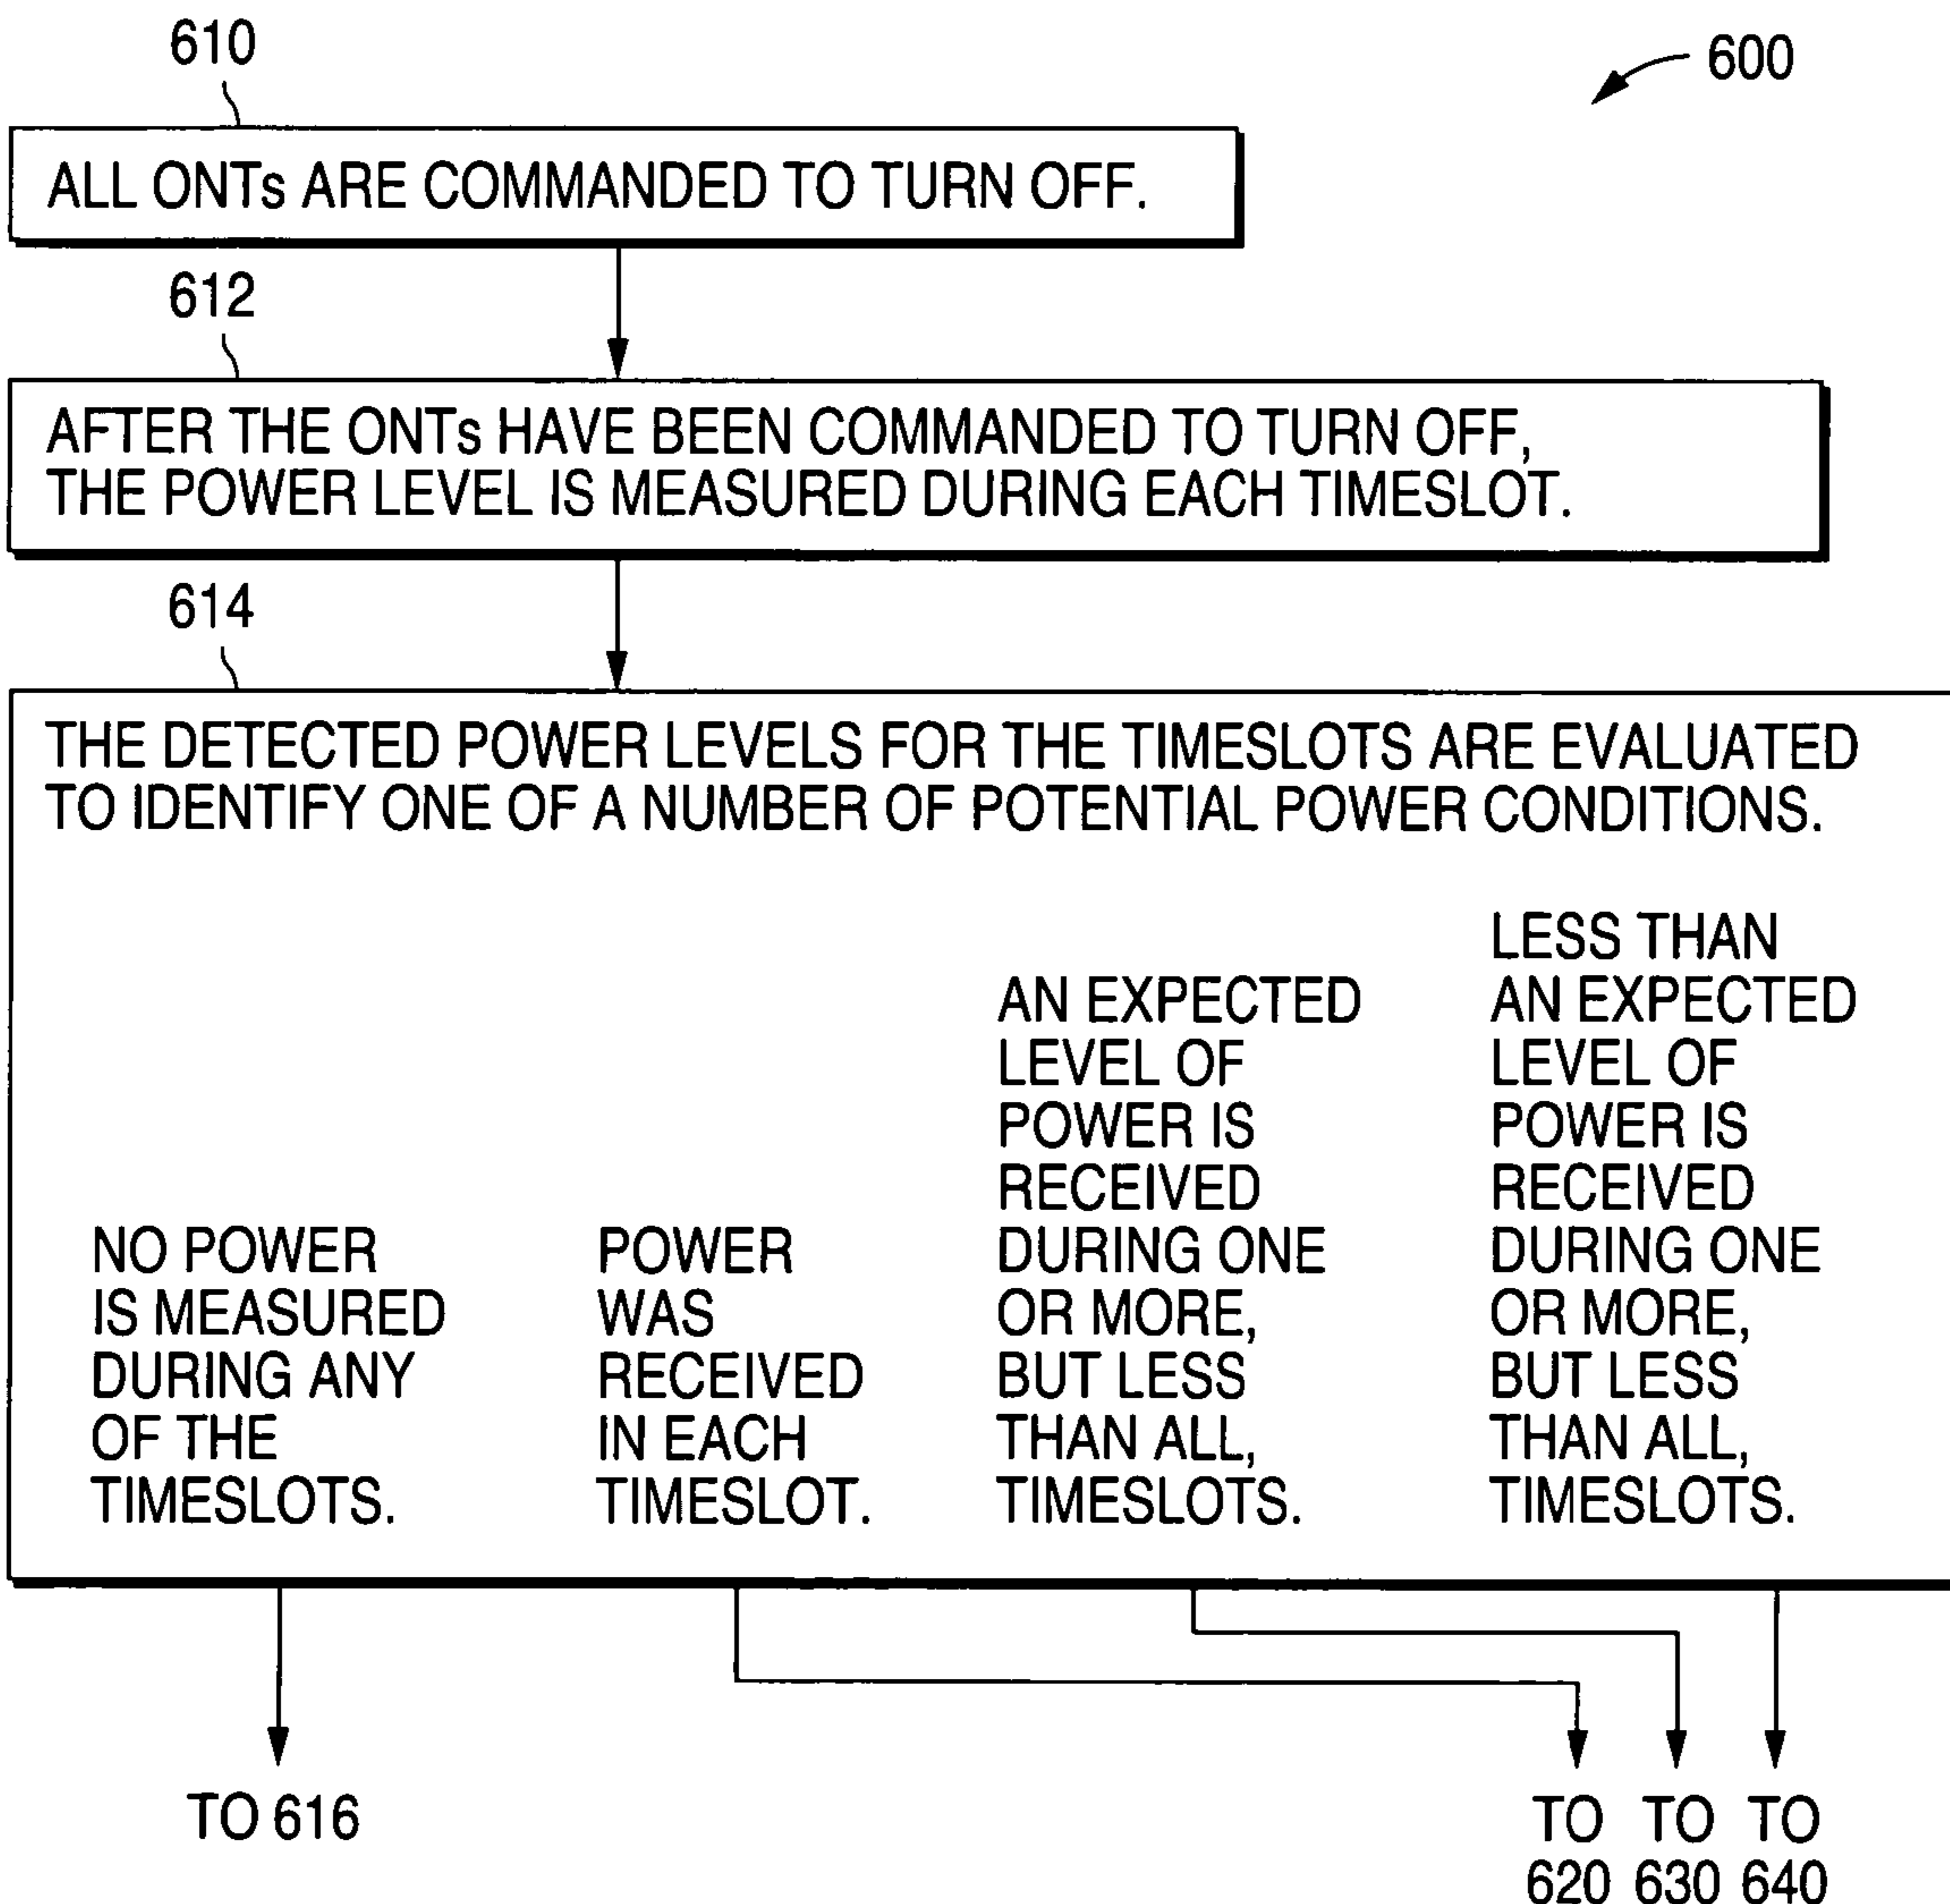 610
600
ALL ONTs ARE COMMANDED TO TURN OFF.
612
AFTER THE ONTs HAVE BEEN COMMANDED TO TURN OFF,
THE POWER LEVEL IS MEASURED DURING EACH TIMESLOT.
614
THE DETECTED POWER LEVELS FOR THE TIMESLOTS ARE EVALUATED
TO IDENTIFY ONE OF A NUMBER OF POTENTIAL POWER CONDITIONS.
NO POWER
IS MEASURED
DURING ANY
OF THE
TIMESLOTS.
POWER
WAS
RECEIVED
IN EACH
TIMESLOT.
AN EXPECTED
LEVEL OF
POWER IS
RECEIVED
DURING ONE
OR MORE,
BUT LESS
THAN ALL,
TIMESLOTS.
LESS THAN
AN EXPECTED
LEVEL OF
POWER IS
RECEIVED
DURING ONE
OR MORE,
BUT LESS
THAN ALL,
TIMESLOTS.
TO 616
TO
620
TO
630
TO
640